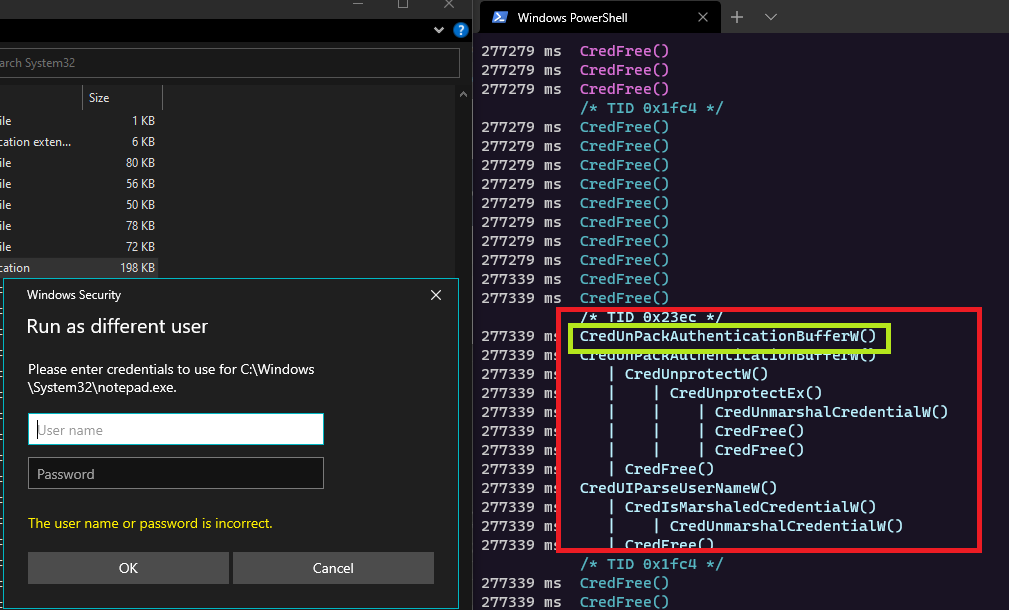 arch System32
Size
ile 1 KB
cation exten... 6 KB
ile 80 KB
ile 56 KB
ile 50 KB
ile 78 KB
ile 72 KB
cation 198 KB
Windows Security
Run as different user
Please enter credentials to use for C:\Windows
\System32\notepad.exe.
User name
Password
The user name or password is incorrect.
OK Cancel
Windows PowerShell
277279 ms CredFree()
277279 ms CredFree()
277279 ms CredFree()
/* TID 0x1fc4 */
277279 ms CredFree()
277279 ms CredFree()
277279 ms CredFree()
277279 ms CredFree()
277279 ms CredFree()
277279 ms CredFree()
277279 ms CredFree()
277279 ms CredFree()
277339 ms CredFree()
277339 ms CredFree()
/* TID 0x23ec */
277339 ms CredUnPackAuthenticationBufferW()
277339 ms CredUnPackAuthenticationBufferW()
277339 ms | CredUnprotectW()
277339 ms | | CredUnprotectEx()
277339 ms | | | CredUnmarshalCredentialW()
277339 ms | | | CredFree()
277339 ms | | | CredFree()
277339 ms | CredFree()
277339 ms CredUIParseUserNameW()
277339 ms | CredIsMarshaledCredentialW()
277339 ms | | CredUnmarshalCredentialW()
277339 ms | CredFree()
/* TID 0x1fc4 */
277339 ms CredFree()
277339 ms CredFree()